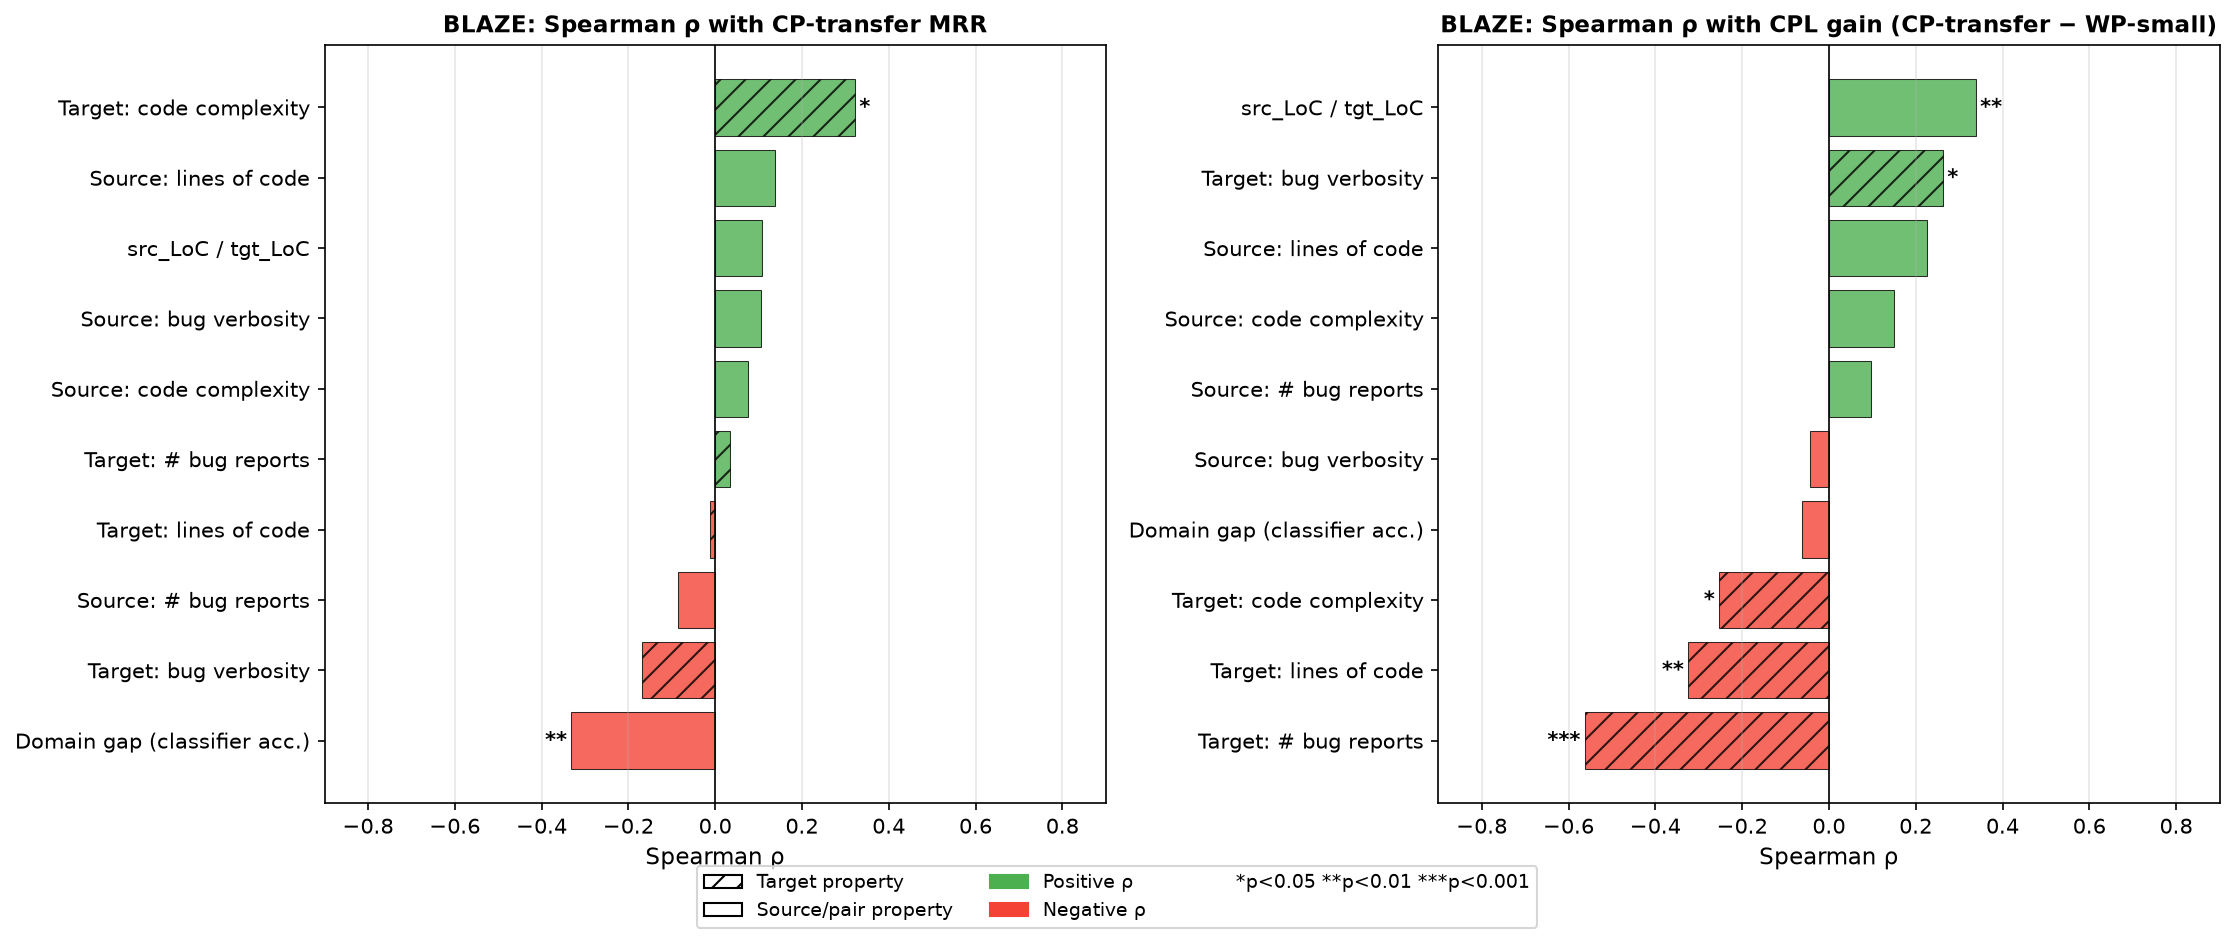 BLAZE: Spearman ρ with CP-transfer MRR
Target: code complexity
*
Source: lines of code
src_LoC / tgt_LoC
Source: bug verbosity
Source: code complexity
Target: # bug reports
Target: lines of code
Source: # bug reports
Target: bug verbosity
Domain gap (classifier acc.)
**
−0.8 −0.6 −0.4 −0.2 0.0 0.2 0.4 0.6 0.8
Spearman ρ
BLAZE: Spearman ρ with CPL gain (CP-transfer − WP-small)
src_LoC / tgt_LoC
**
Target: bug verbosity
*
Source: lines of code
Source: code complexity
Source: # bug reports
Source: bug verbosity
Domain gap (classifier acc.)
Target: code complexity
*
Target: lines of code
**
Target: # bug reports
***
−0.8 −0.6 −0.4 −0.2 0.0 0.2 0.4 0.6 0.8
Spearman ρ
Target property
Source/pair property
Positive ρ
Negative ρ
*p<0.05 **p<0.01 ***p<0.001